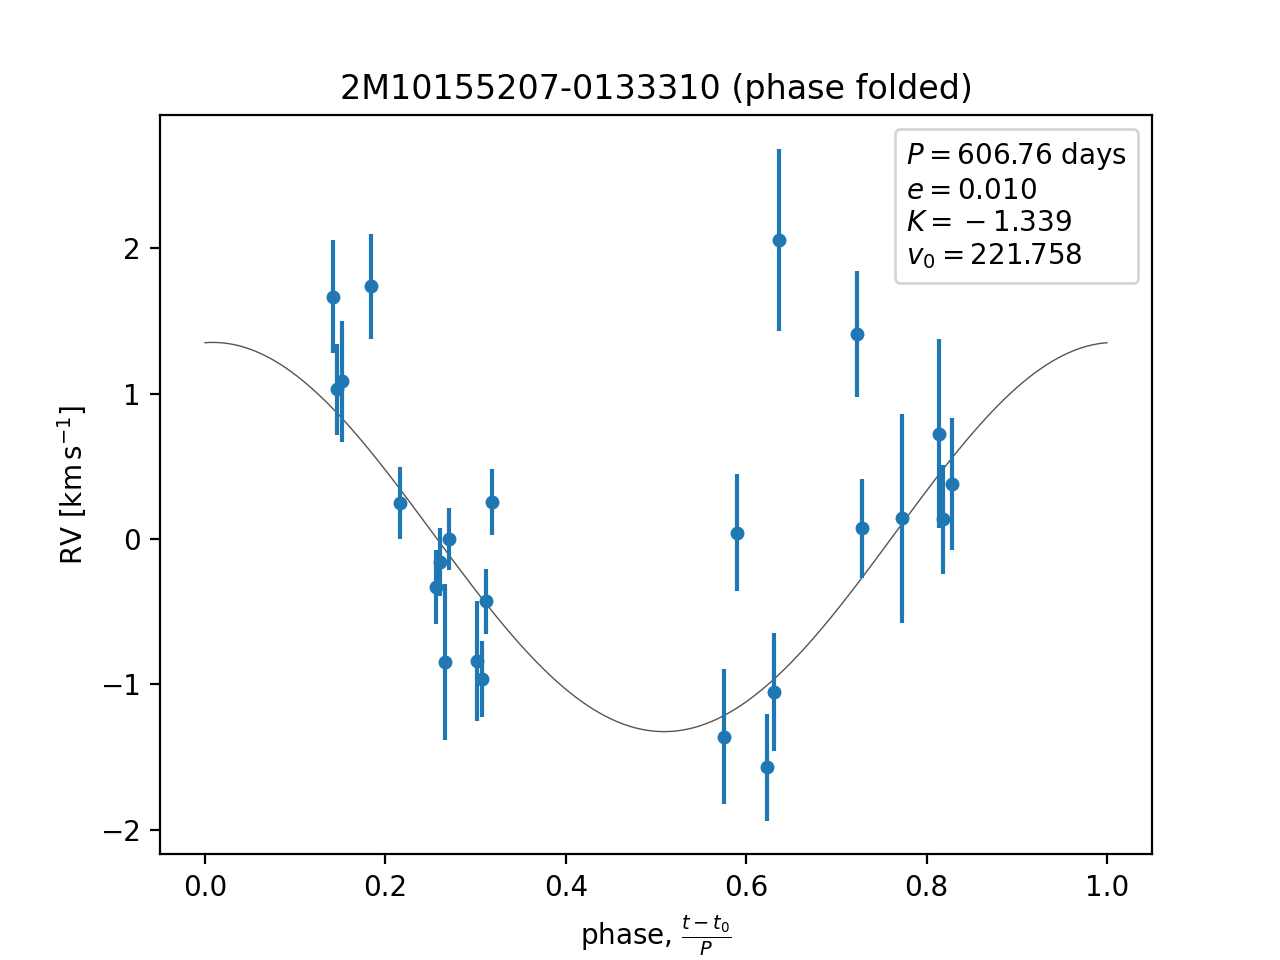 2M10155207-0133310 (phase folded)
P = 606.76 days
e = 0.010
K = −1.339
v₀ = 221.758
RV [km s⁻¹]
2
1
0
−1
−2
0.0 0.2 0.4 0.6 0.8 1.0
phase, (t − t₀)/P